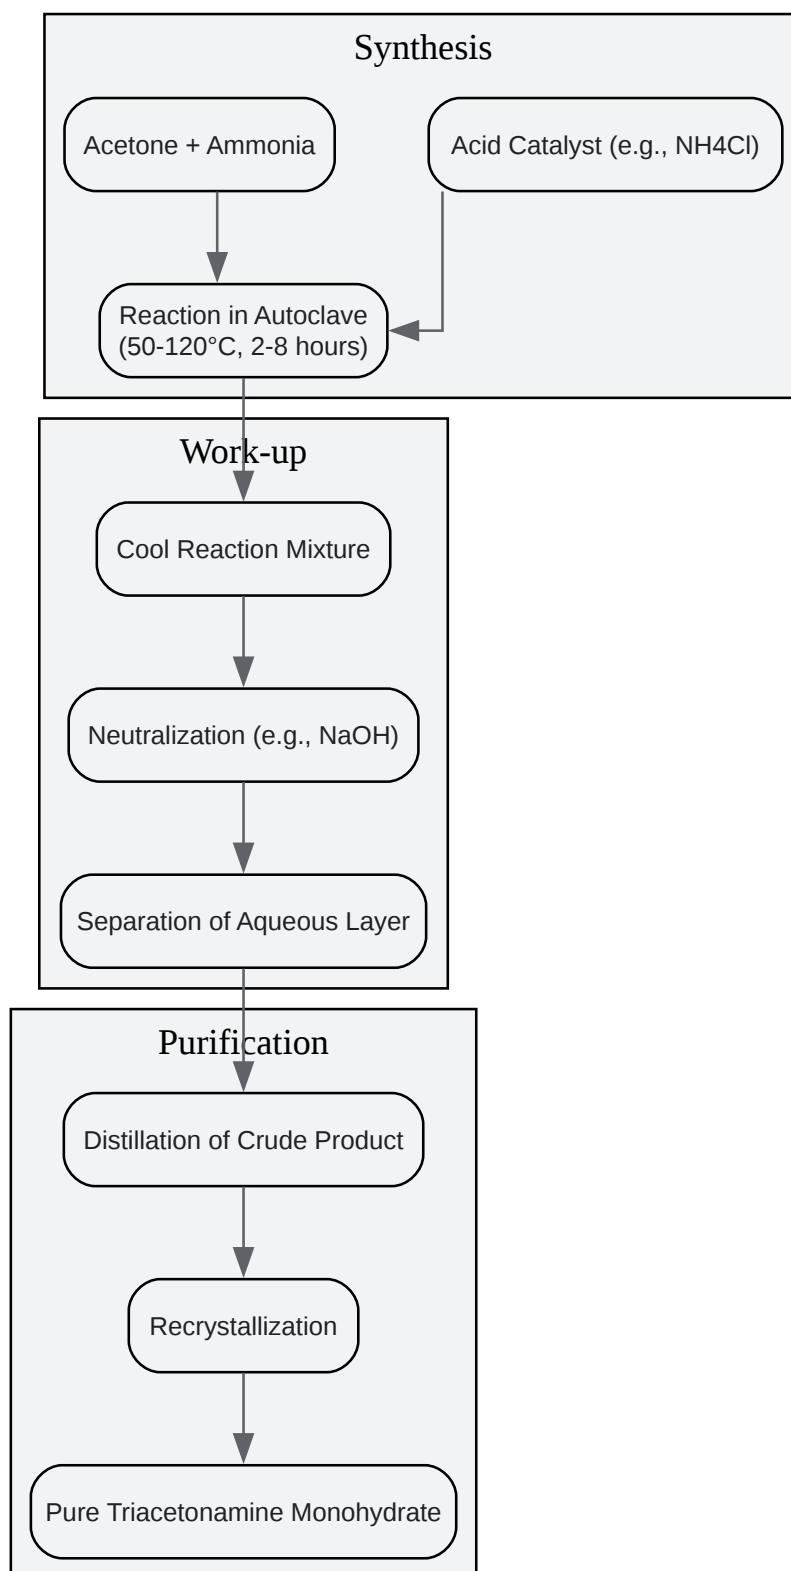 Synthesis
Acetone + Ammonia
Acid Catalyst (e.g., NH4Cl)
Reaction in Autoclave
(50-120°C, 2-8 hours)
Work-up
Cool Reaction Mixture
Neutralization (e.g., NaOH)
Separation of Aqueous Layer
Purification
Distillation of Crude Product
Recrystallization
Pure Triacetonamine Monohydrate